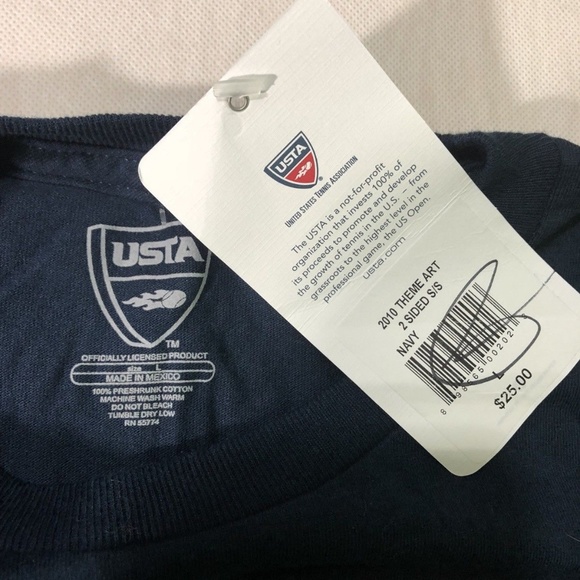 USTA
TM
OFFICIALLY LICENSED PRODUCT
size L
MADE IN MEXICO
100% PRESHRUNK COTTON
MACHINE WASH WARM
DO NOT BLEACH
TUMBLE DRY LOW
RN 55774
USTA
®
UNITED STATES TENNIS ASSOCIATION
The USTA is a not-for-profit
organization that invests 100% of
its proceeds to promote and develop
the growth of tennis in the U.S. – from
grassroots to the highest level in the
professional game, the US Open.
usta.com
2010 THEME ART
2 SIDED S/S
NAVY
$25.00